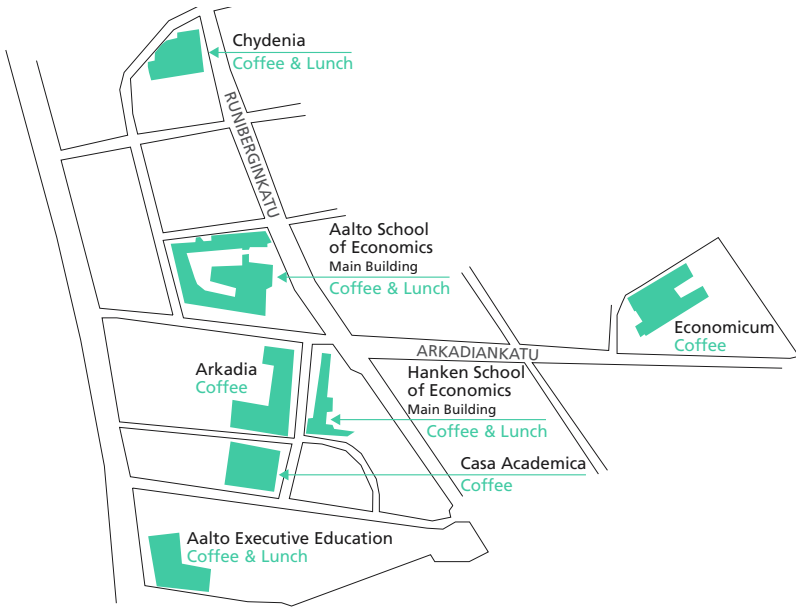 Chydenia
Coffee & Lunch
RUNIBERGINKATU
Aalto School
of Economics
Main Building
Coffee & Lunch
Economicum
Coffee
ARKADIANKATU
Arkadia
Coffee
Hanken School
of Economics
Main Building
Coffee & Lunch
Casa Academica
Coffee
Aalto Executive Education
Coffee & Lunch